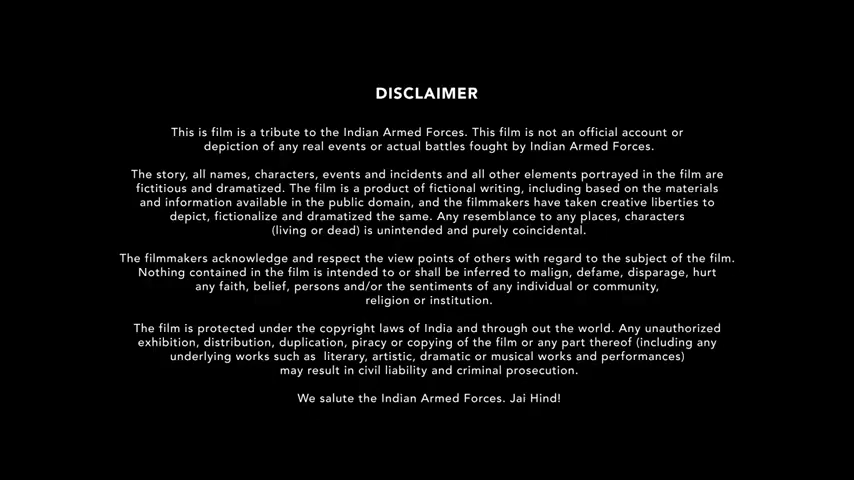 DISCLAIMER
This is film is a tribute to the Indian Armed Forces. This film is not an official account or
depiction of any real events or actual battles fought by Indian Armed Forces.
The story, all names, characters, events and incidents and all other elements portrayed in the film are
fictitious and dramatized. The film is a product of fictional writing, including based on the materials
and information available in the public domain, and the filmmakers have taken creative liberties to
depict, fictionalize and dramatized the same. Any resemblance to any places, characters
(living or dead) is unintended and purely coincidental.
The filmmakers acknowledge and respect the view points of others with regard to the subject of the film.
Nothing contained in the film is intended to or shall be inferred to malign, defame, disparage, hurt
any faith, belief, persons and/or the sentiments of any individual or community,
religion or institution.
The film is protected under the copyright laws of India and through out the world. Any unauthorized
exhibition, distribution, duplication, piracy or copying of the film or any part thereof (including any
underlying works such as literary, artistic, dramatic or musical works and performances)
may result in civil liability and criminal prosecution.
We salute the Indian Armed Forces. Jai Hind!